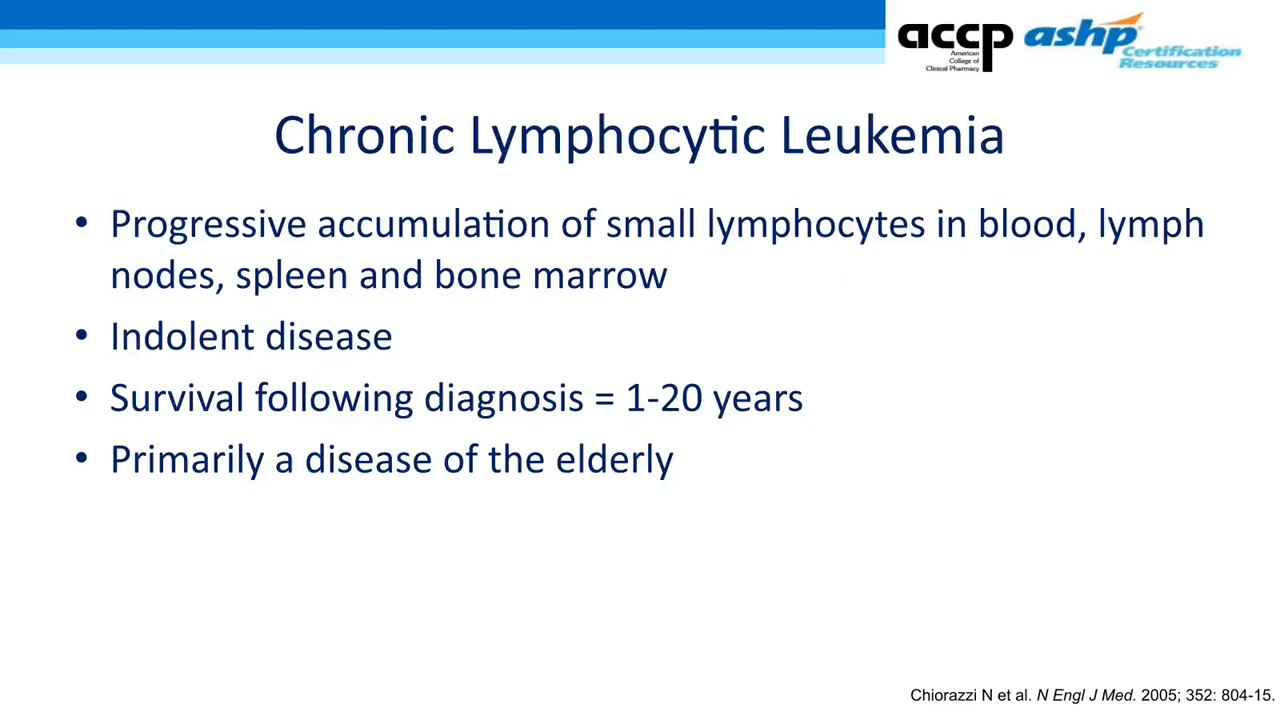 accp
American
College of
Clinical Pharmacy
ashp
Certification
Resources
Chronic Lymphocytic Leukemia
• Progressive accumulation of small lymphocytes in blood, lymph
nodes, spleen and bone marrow
• Indolent disease
• Survival following diagnosis = 1-20 years
• Primarily a disease of the elderly
Chiorazzi N et al. N Engl J Med. 2005; 352: 804-15.